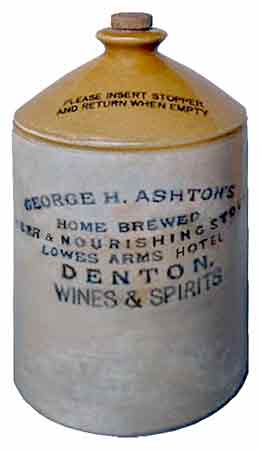 PLEASE INSERT STOPPER
AND RETURN WHEN EMPTY
GEORGE H. ASHTON'S
HOME BREWED
& NOURISHING
LOWES ARMS HOTEL
DENTON.
WINES & SPIRITS